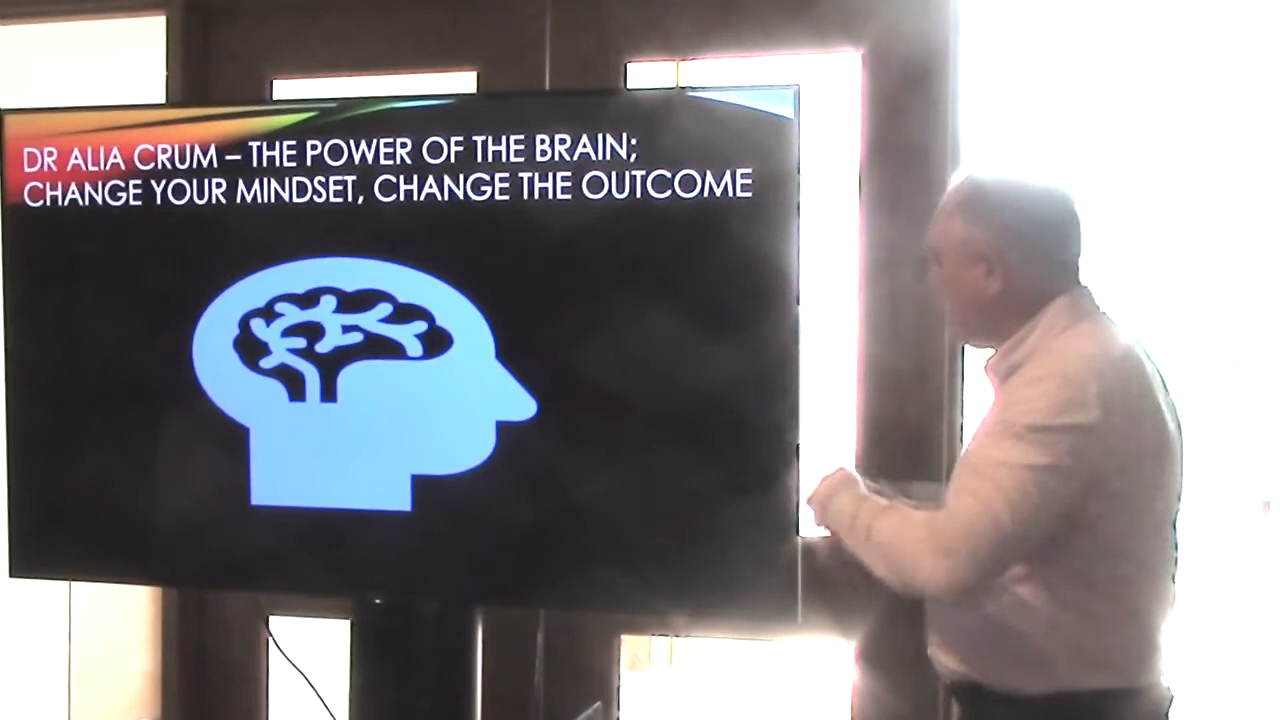 DR ALIA CRUM – THE POWER OF THE BRAIN;
CHANGE YOUR MINDSET, CHANGE THE OUTCOME